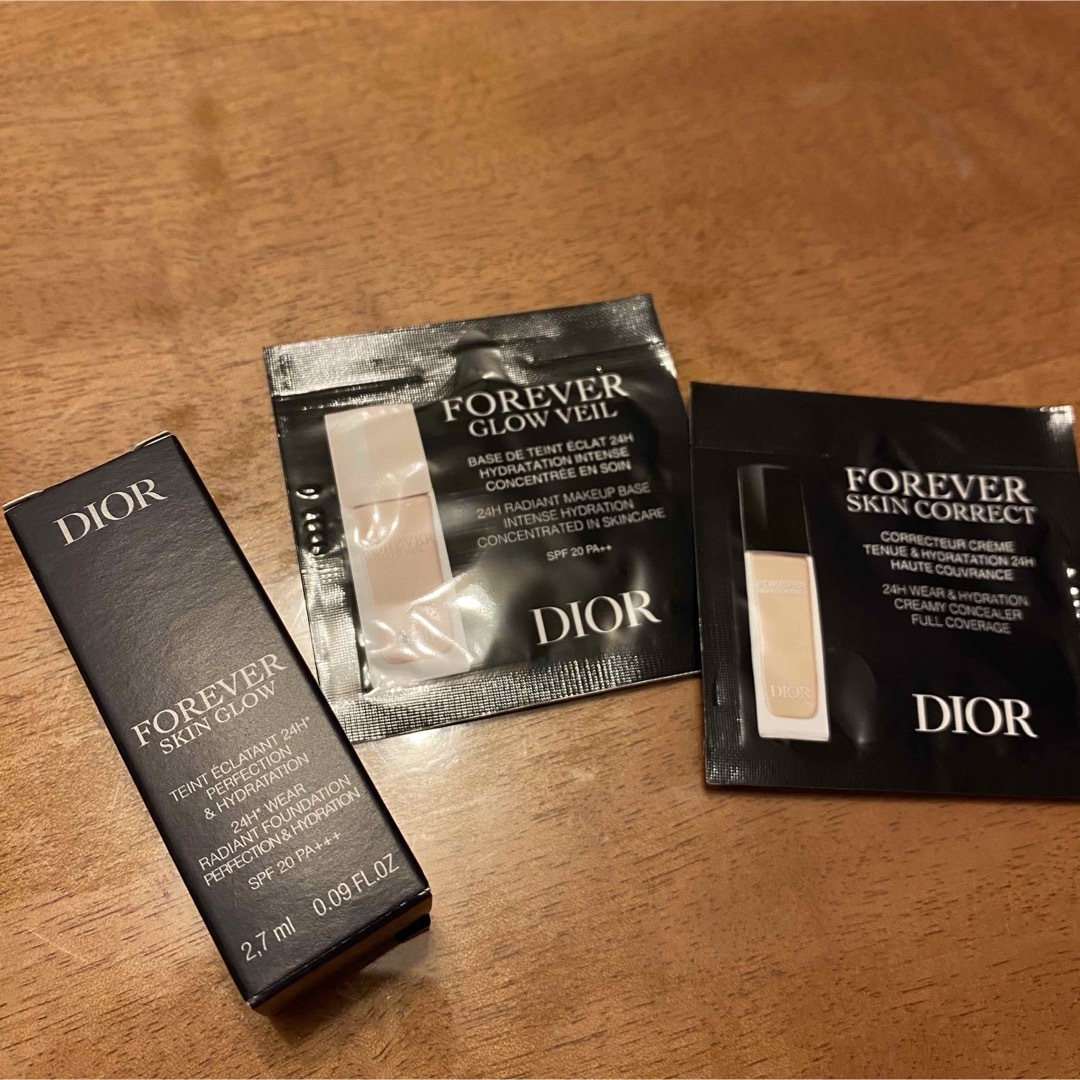 DIOR
FOREVER
SKIN GLOW
TEINT ÉCLATANT 24H*
PERFECTION
& HYDRATATION
24H* WEAR
RADIANT FOUNDATION
PERFECTION & HYDRATION
SPF 20 PA+++
2,7 ml 0.09 FL.OZ
FOREVER
GLOW VEIL
BASE DE TEINT ÉCLAT 24H
HYDRATATION INTENSE
CONCENTRÉE EN SOIN
24H RADIANT MAKEUP BASE
INTENSE HYDRATION
CONCENTRATED IN SKINCARE
SPF 20 PA++
DIOR
FOREVER
SKIN CORRECT
CORRECTEUR CRÈME
TENUE & HYDRATATION 24H
HAUTE COUVRANCE
24H WEAR & HYDRATION
CREAMY CONCEALER
FULL COVERAGE
DIOR
FOREVER
DIOR